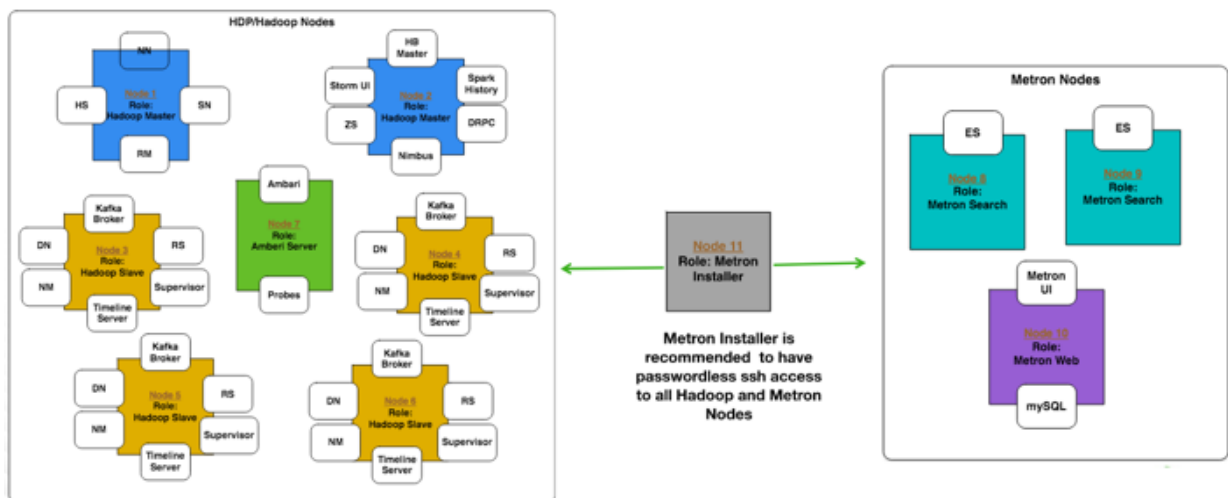 HDP/Hadoop Nodes
NN
Node 1
Role:
Hadoop Master
HS
SN
RM
HB
Master
Storm UI
Spark
History
Node 2
Role:
Hadoop Master
ZS
DRPC
Nimbus
Ambari
Node 7
Role:
Amberi Server
Probes
Kafka
Broker
DN
RS
Node 3
Role:
Hadoop Slave
NM
Supervisor
Timeline
Server
Kafka
Broker
DN
RS
Node 4
Role:
Hadoop Slave
NM
Supervisor
Timeline
Server
Kafka
Broker
DN
RS
Node 5
Role:
Hadoop Slave
NM
Supervisor
Timeline
Server
Kafka
Broker
DN
RS
Node 6
Role:
Hadoop Slave
NM
Supervisor
Timeline
Server
Node 11
Role: Metron
Installer
Metron Installer is
recommended to have
passwordless ssh access
to all Hadoop and Metron
Nodes
Metron Nodes
ES
Node 8
Role:
Metron Search
ES
Node 9
Role:
Metron Search
Metron
UI
Node 10
Role:
Metron Web
mySQL